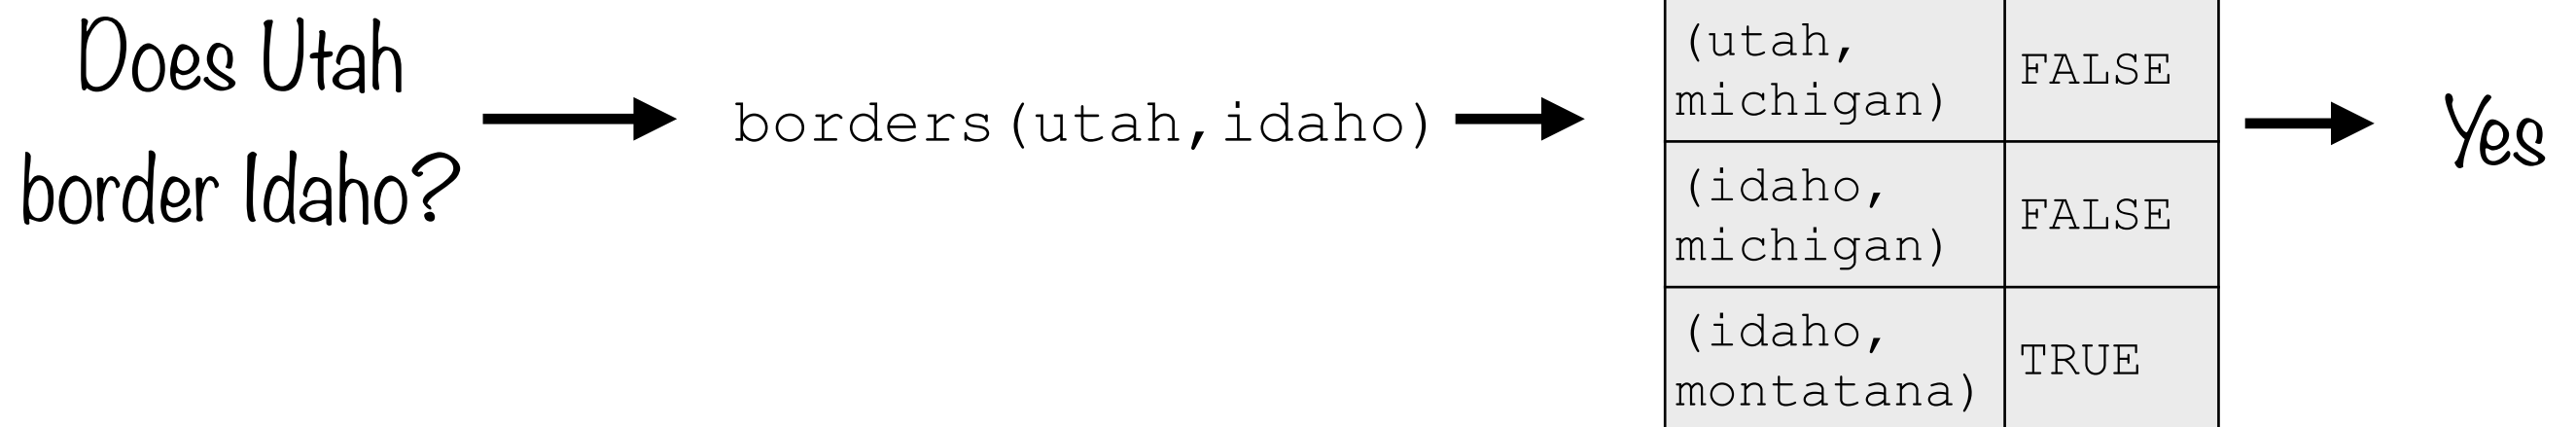 Does Utah
border Idaho?
borders(utah,idaho)
(utah,
michigan)
FALSE
(idaho,
michigan)
FALSE
(idaho,
montatana)
TRUE
Yes